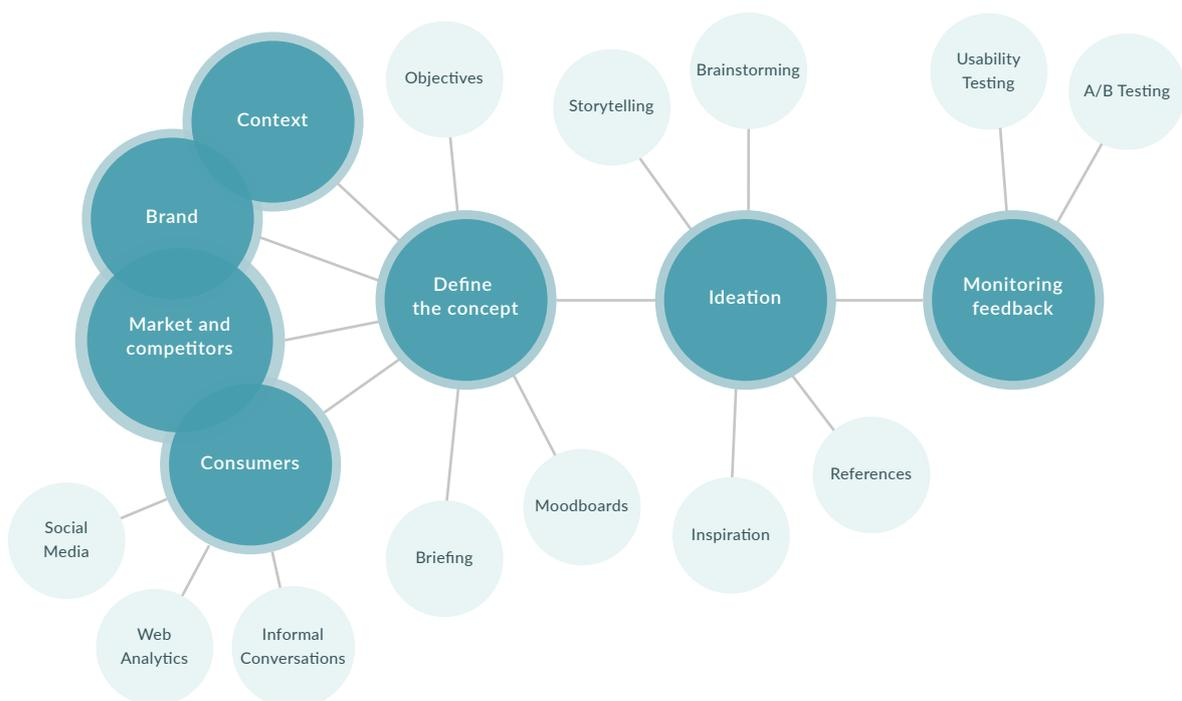 Context
Brand
Market and
competitors
Consumers
Social
Media
Web
Analytics
Informal
Conversations
Objectives
Define
the concept
Briefing
Moodboards
Storytelling
Brainstorming
Ideation
Inspiration
References
Usability
Testing
A/B Testing
Monitoring
feedback